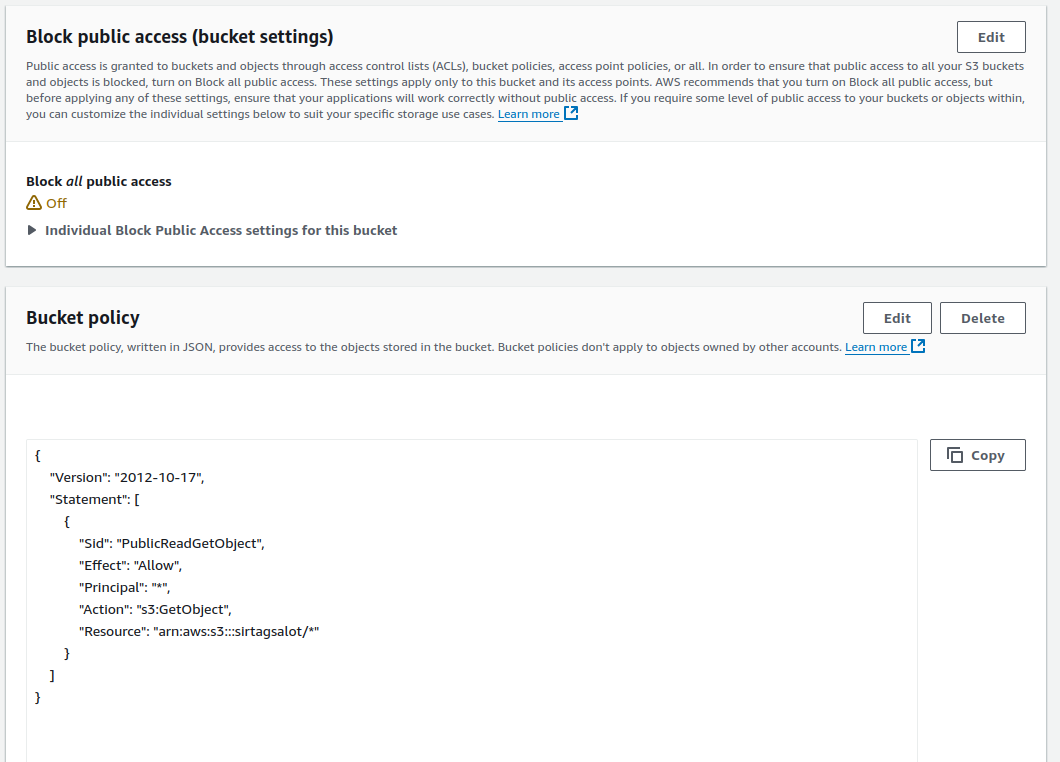 Block public access (bucket settings)
Edit
Public access is granted to buckets and objects through access control lists (ACLs), bucket policies, access point policies, or all. In order to ensure that public access to all your S3 buckets
and objects is blocked, turn on Block all public access. These settings apply only to this bucket and its access points. AWS recommends that you turn on Block all public access, but
before applying any of these settings, ensure that your applications will work correctly without public access. If you require some level of public access to your buckets or objects within,
you can customize the individual settings below to suit your specific storage use cases. Learn more
Block all public access
Off
Individual Block Public Access settings for this bucket
Bucket policy
Edit
Delete
The bucket policy, written in JSON, provides access to the objects stored in the bucket. Bucket policies don't apply to objects owned by other accounts. Learn more
Copy
{
    "Version": "2012-10-17",
    "Statement": [
        {
            "Sid": "PublicReadGetObject",
            "Effect": "Allow",
            "Principal": "*",
            "Action": "s3:GetObject",
            "Resource": "arn:aws:s3:::sirtagsalot/*"
        }
    ]
}